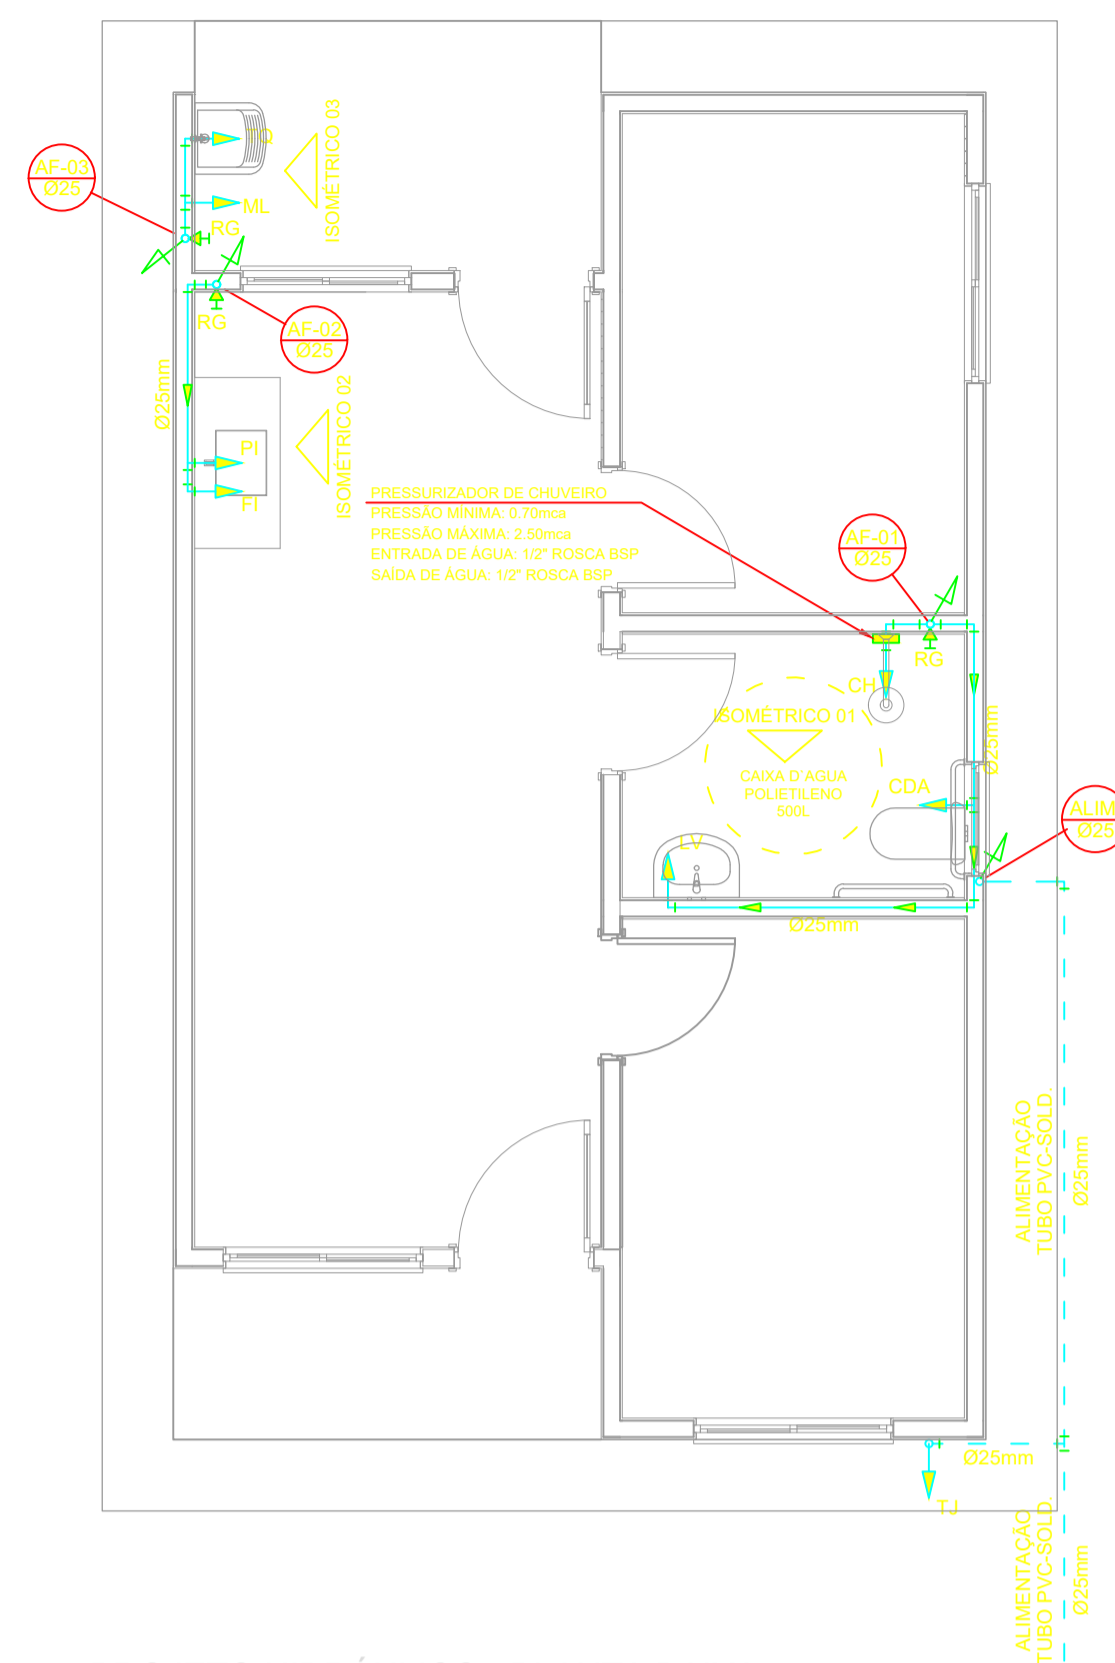 AF-03
Ø25
ISOMÉTRICO 03
ML
RG
RG
AF-02
Ø25
Ø25mm
ISOMÉTRICO 02
PI
FI
PRESSURIZADOR DE CHUVEIRO
PRESSÃO MÍNIMA: 0.70mca
PRESSÃO MÁXIMA: 2.50mca
ENTRADA DE ÁGUA: 1/2" ROSCA BSP
SAÍDA DE ÁGUA: 1/2" ROSCA BSP
AF-01
Ø25
RG
CH
ISOMÉTRICO 01
CAIXA D`AGUA
POLIETILENO
500L
Ø25mm
CDA
ALIM
Ø25
LV
Ø25mm
ALIMENTAÇÃO
TUBO PVC-SOLD.
Ø25mm
Ø25mm
TJ
ALIMENTAÇÃO
TUBO PVC-SOLD.
Ø25mm